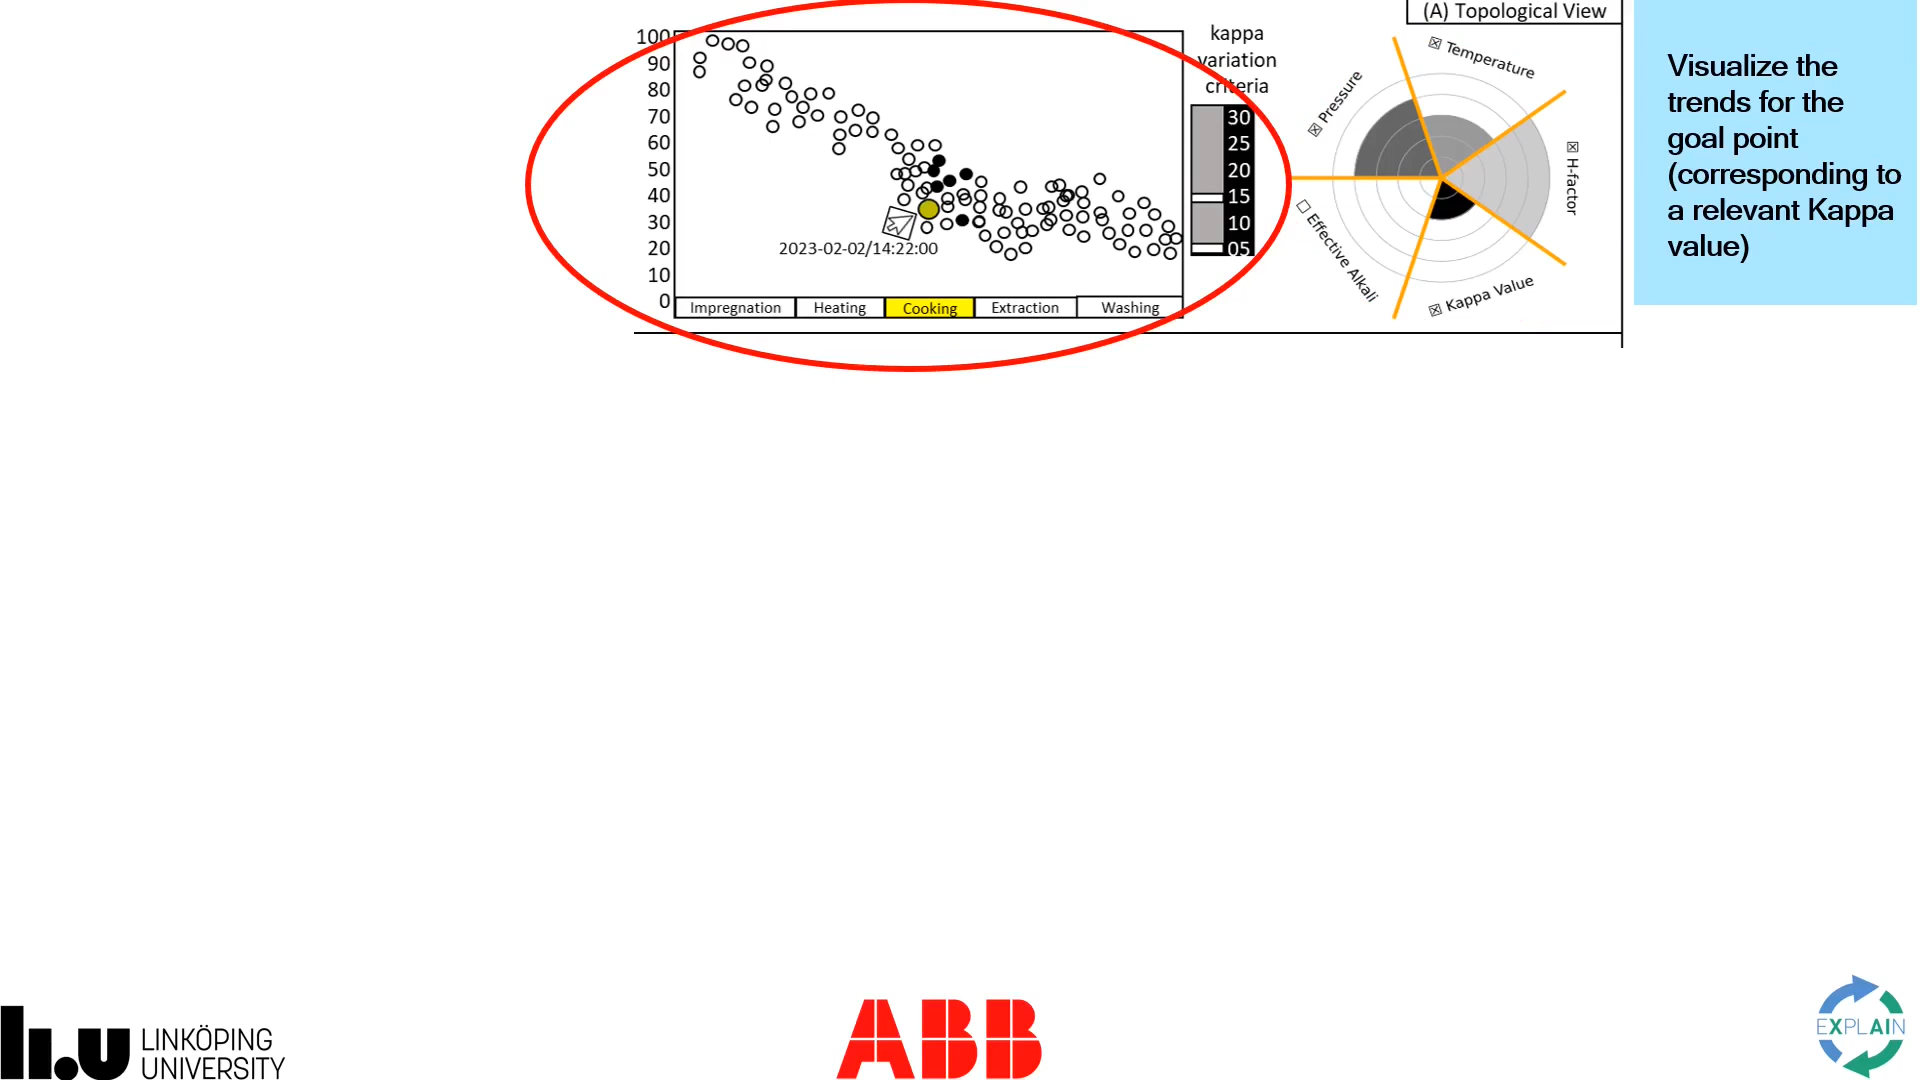 (A) Topological View
Visualize the
trends for the
goal point
(corresponding to
a relevant Kappa
value)
kappa
variation
criteria
30
25
20
15
10
05
100
90
80
70
60
50
40
30
20
10
0
2023-02-02/14:22:00
Impregnation
Heating
Cooking
Extraction
Washing
Temperature
H-factor
Kappa Value
Effective Alkali
Pressure
li.u LINKÖPING
UNIVERSITY
ABB
EXPLAIN